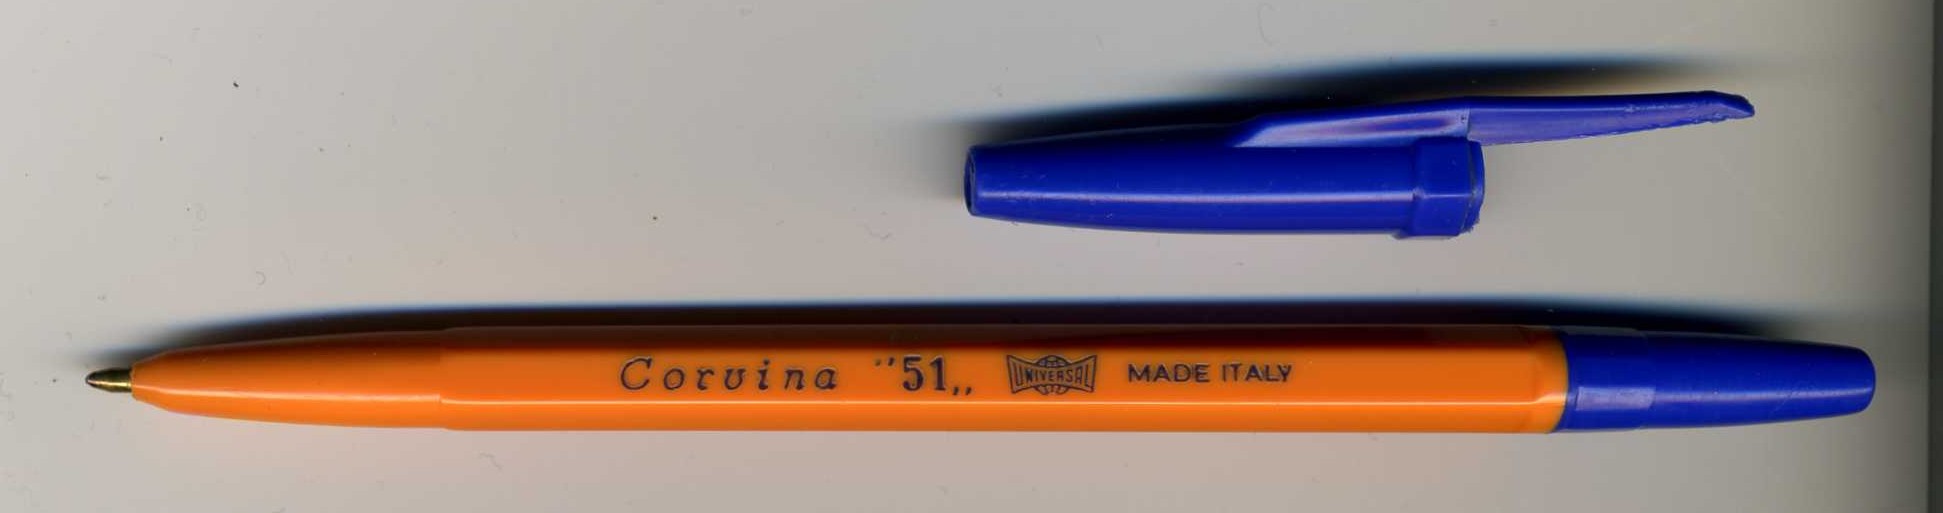 Corvina "51„ UNIVERSAL MADE ITALY